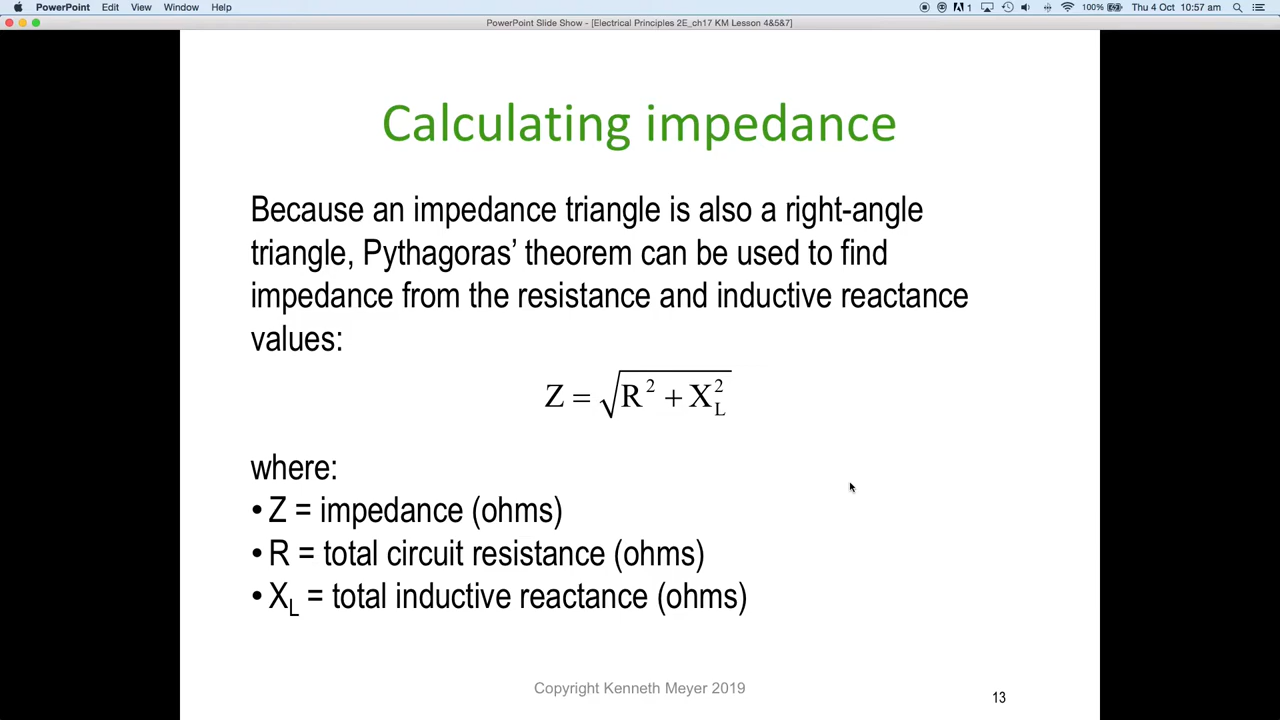 PowerPoint Edit View Window Help 1 100% Thu 4 Oct 10:57 am
PowerPoint Slide Show - [Electrical Principles 2E_ch17 KM Lesson 4&5&7]
Calculating impedance
Because an impedance triangle is also a right-angle
triangle, Pythagoras’ theorem can be used to find
impedance from the resistance and inductive reactance
values:
Z = √R² + X_L²
where:
• Z = impedance (ohms)
• R = total circuit resistance (ohms)
• X_L = total inductive reactance (ohms)
Copyright Kenneth Meyer 2019
13